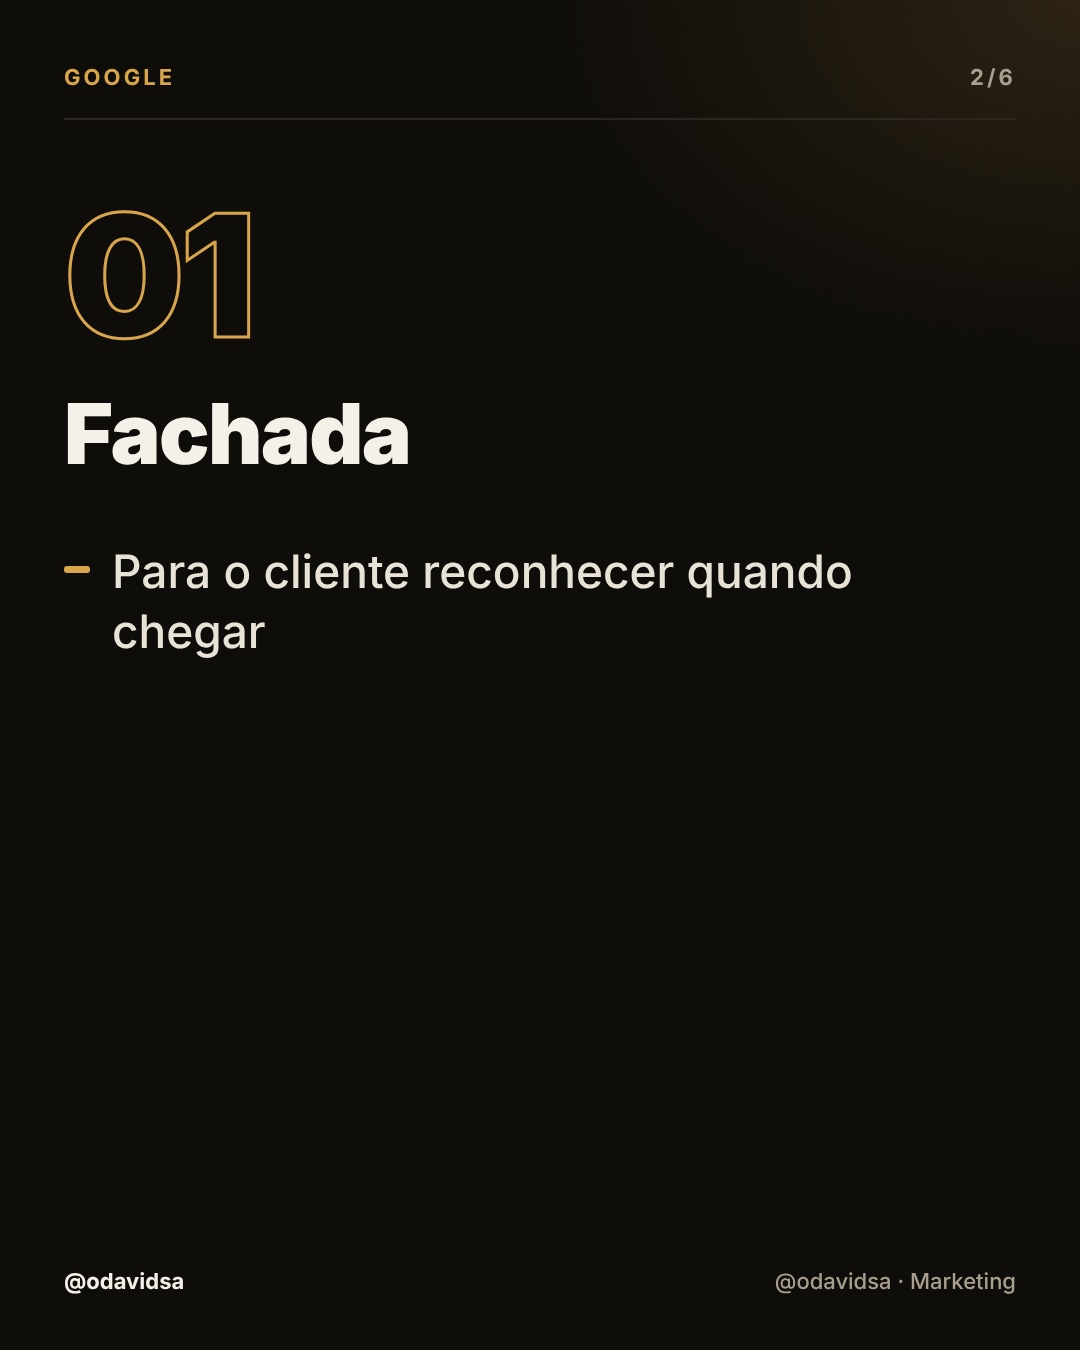 GOOGLE 2/6
01
Fachada
Para o cliente reconhecer quando
chegar
@odavidsa @odavidsa · Marketing